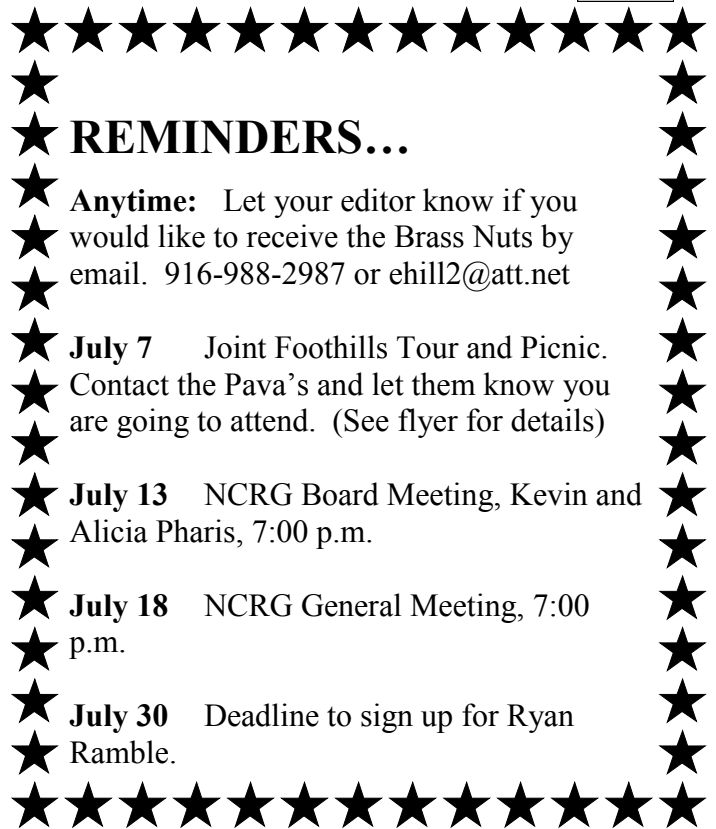 REMINDERS…
Anytime: Let your editor know if you
would like to receive the Brass Nuts by
email. 916-988-2987 or ehill2@att.net
July 7 Joint Foothills Tour and Picnic.
Contact the Pava’s and let them know you
are going to attend. (See flyer for details)
July 13 NCRG Board Meeting, Kevin and
Alicia Pharis, 7:00 p.m.
July 18 NCRG General Meeting, 7:00
p.m.
July 30 Deadline to sign up for Ryan
Ramble.